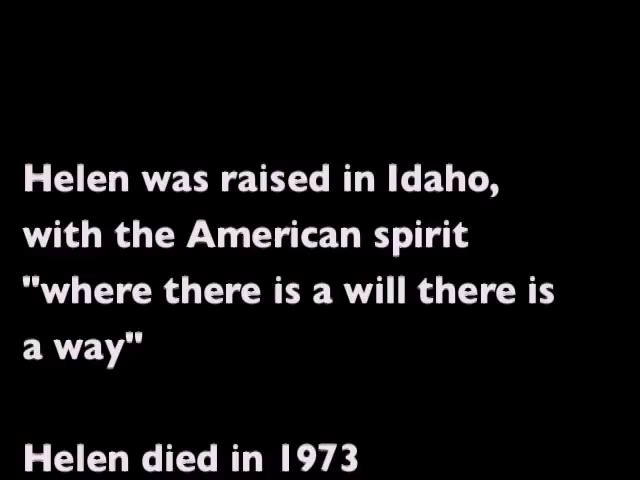 Helen was raised in Idaho,
with the American spirit
"where there is a will there is
a way"
Helen died in 1973